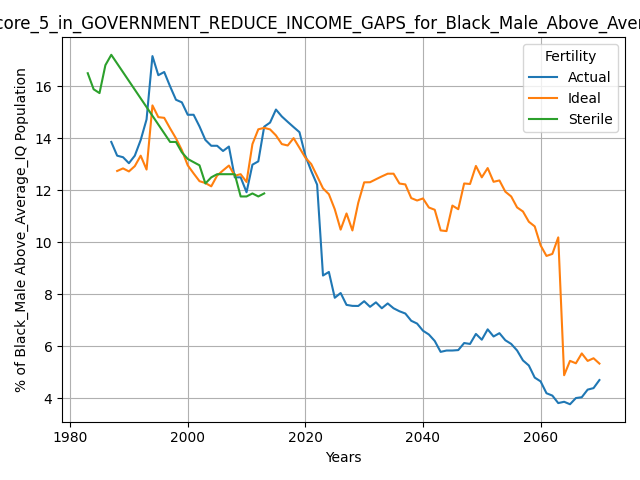 core_5_in_GOVERNMENT_REDUCE_INCOME_GAPS_for_Black_Male_Above_Aver
Fertility
Actual
Ideal
Sterile
% of Black_Male Above_Average_IQ Population
16
14
12
10
8
6
4
1980 2000 2020 2040 2060
Years